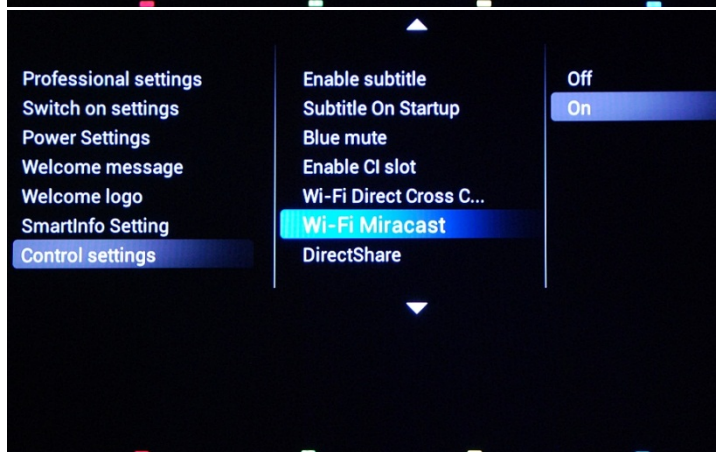 Professional settings
Switch on settings
Power Settings
Welcome message
Welcome logo
SmartInfo Setting
Control settings
Enable subtitle
Subtitle On Startup
Blue mute
Enable CI slot
Wi-Fi Direct Cross C...
Wi-Fi Miracast
DirectShare
Off
On